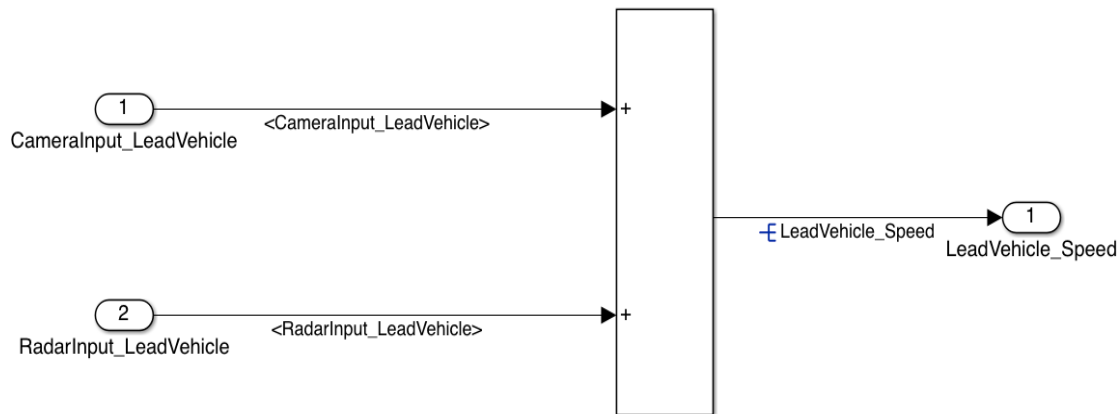 1
CameraInput_LeadVehicle
<CameraInput_LeadVehicle>
+
LeadVehicle_Speed
1
LeadVehicle_Speed
2
RadarInput_LeadVehicle
<RadarInput_LeadVehicle>
+